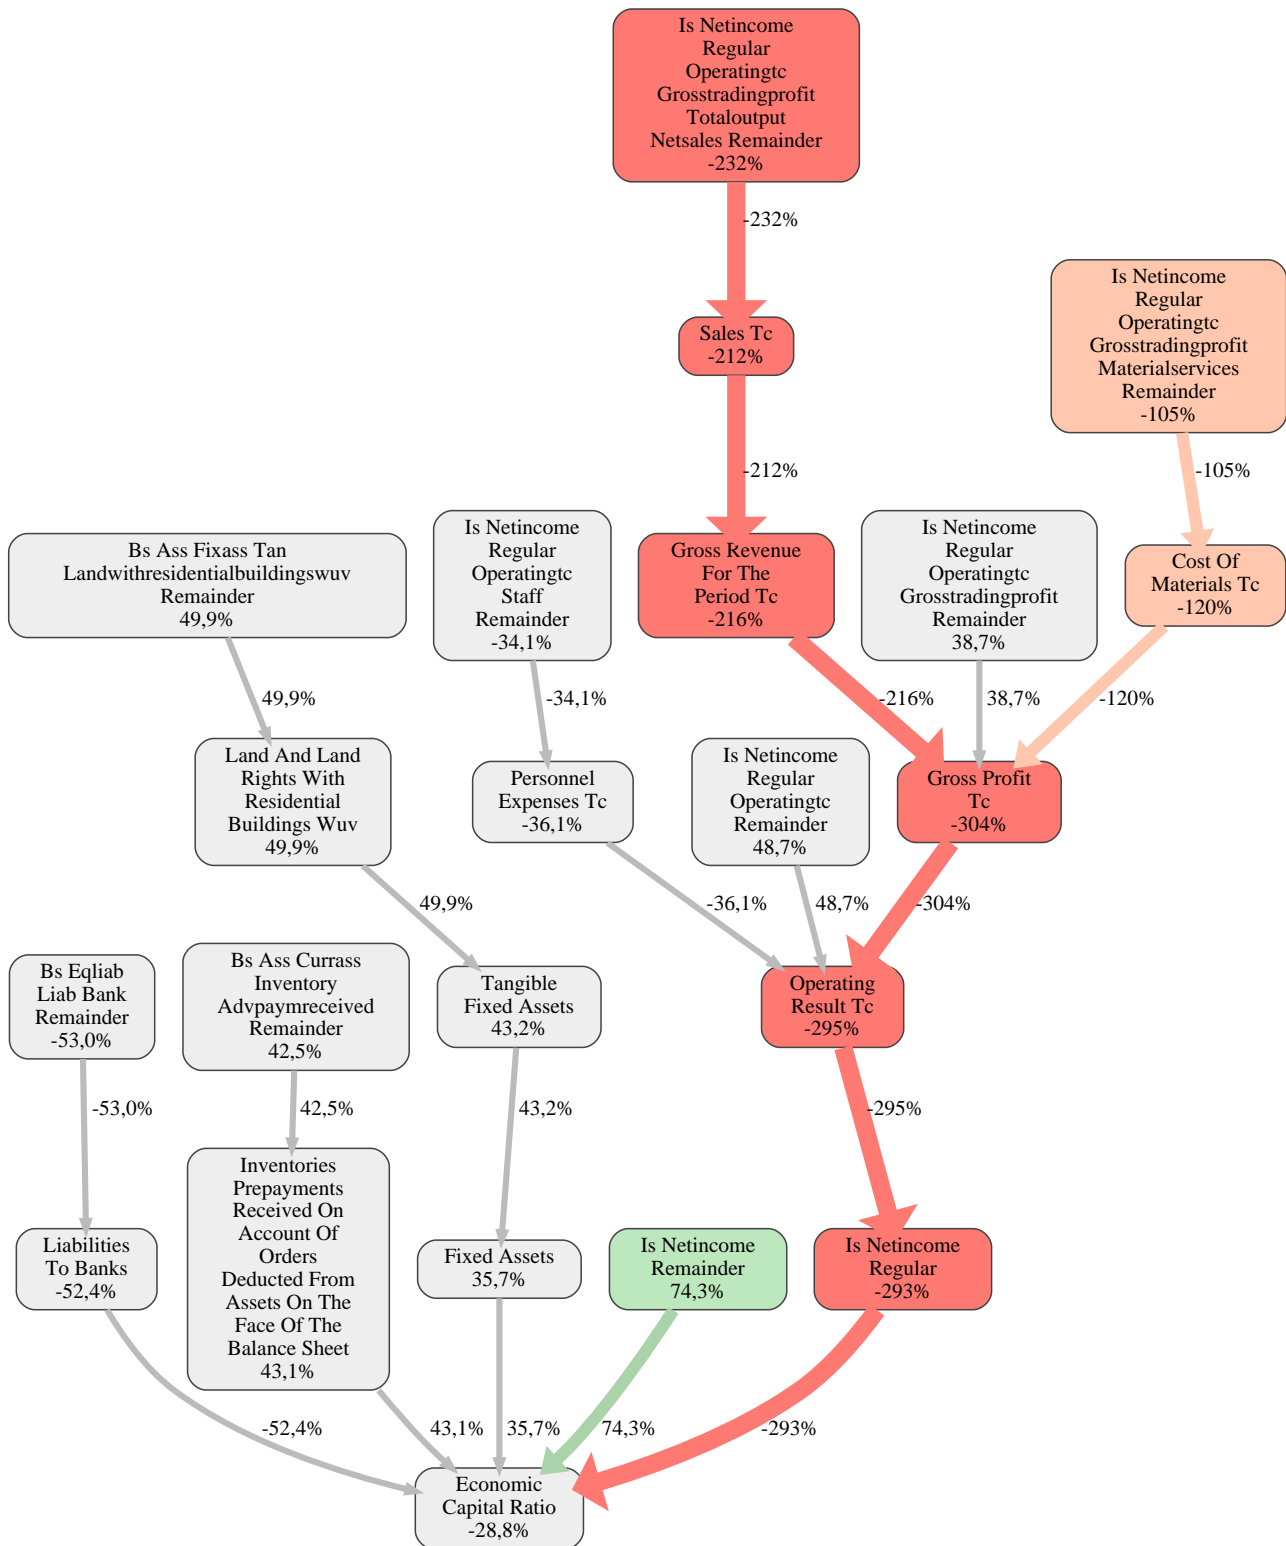 Is Netincome
Regular
Operatingtc
Grosstradingprofit
Totaloutput
Netsales Remainder
-232%
-232%
Is Netincome
Regular
Operatingtc
Grosstradingprofit
Materialservices
Remainder
-105%
Sales Tc
-212%
-212%
-105%
Bs Ass Fixass Tan
Landwithresidentialbuildingswuv
Remainder
49,9%
Is Netincome
Regular
Operatingtc
Staff
Remainder
-34,1%
Gross Revenue
For The
Period Tc
-216%
Is Netincome
Regular
Operatingtc
Grosstradingprofit
Remainder
38,7%
Cost Of
Materials Tc
-120%
49,9%
-34,1%
-216%
38,7%
-120%
Land And Land
Rights With
Residential
Buildings Wuv
49,9%
Personnel
Expenses Tc
-36,1%
Is Netincome
Regular
Operatingtc
Remainder
48,7%
Gross Profit
Tc
-304%
49,9%
-36,1%
48,7%
-304%
Bs Eqliab
Liab Bank
Remainder
-53,0%
Bs Ass Currass
Inventory
Advpaymreceived
Remainder
42,5%
Tangible
Fixed Assets
43,2%
Operating
Result Tc
-295%
-53,0%
42,5%
43,2%
-295%
Liabilities
To Banks
-52,4%
Inventories
Prepayments
Received On
Account Of
Orders
Deducted From
Assets On The
Face Of The
Balance Sheet
43,1%
Fixed Assets
35,7%
Is Netincome
Remainder
74,3%
Is Netincome
Regular
-293%
-52,4%
43,1%
35,7%
74,3%
-293%
Economic
Capital Ratio
-28,8%